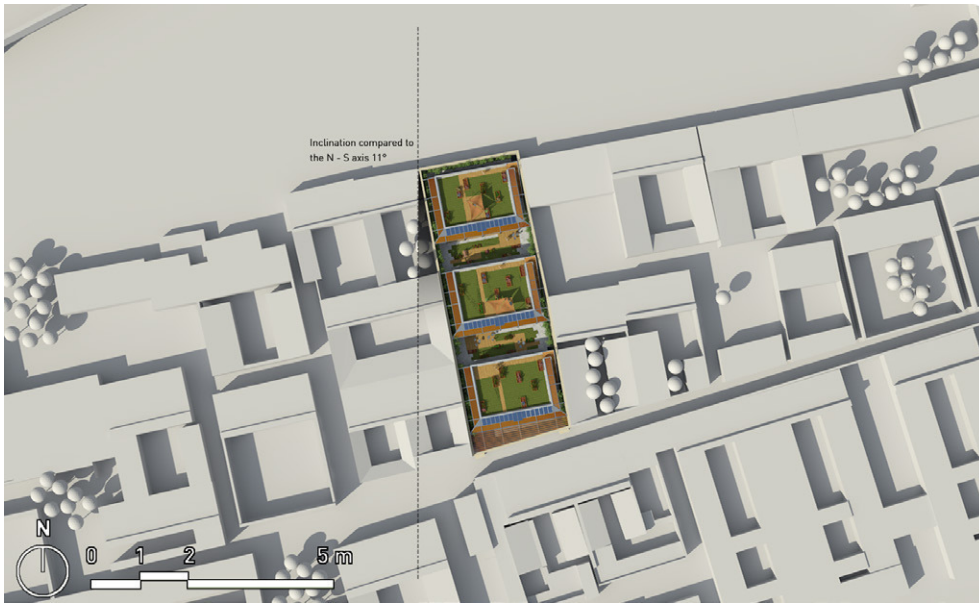 Inclination compared to
the N - S axis 11°
N
0 1 2 5 m